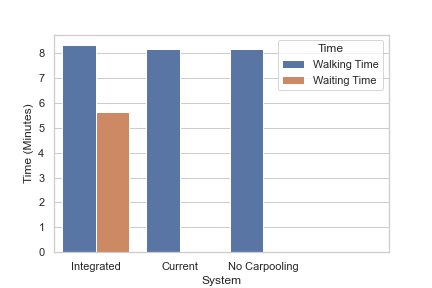 Time
Walking Time
Waiting Time
8
7
6
5
4
3
2
1
0
Time (Minutes)
Integrated
Current
No Carpooling
System